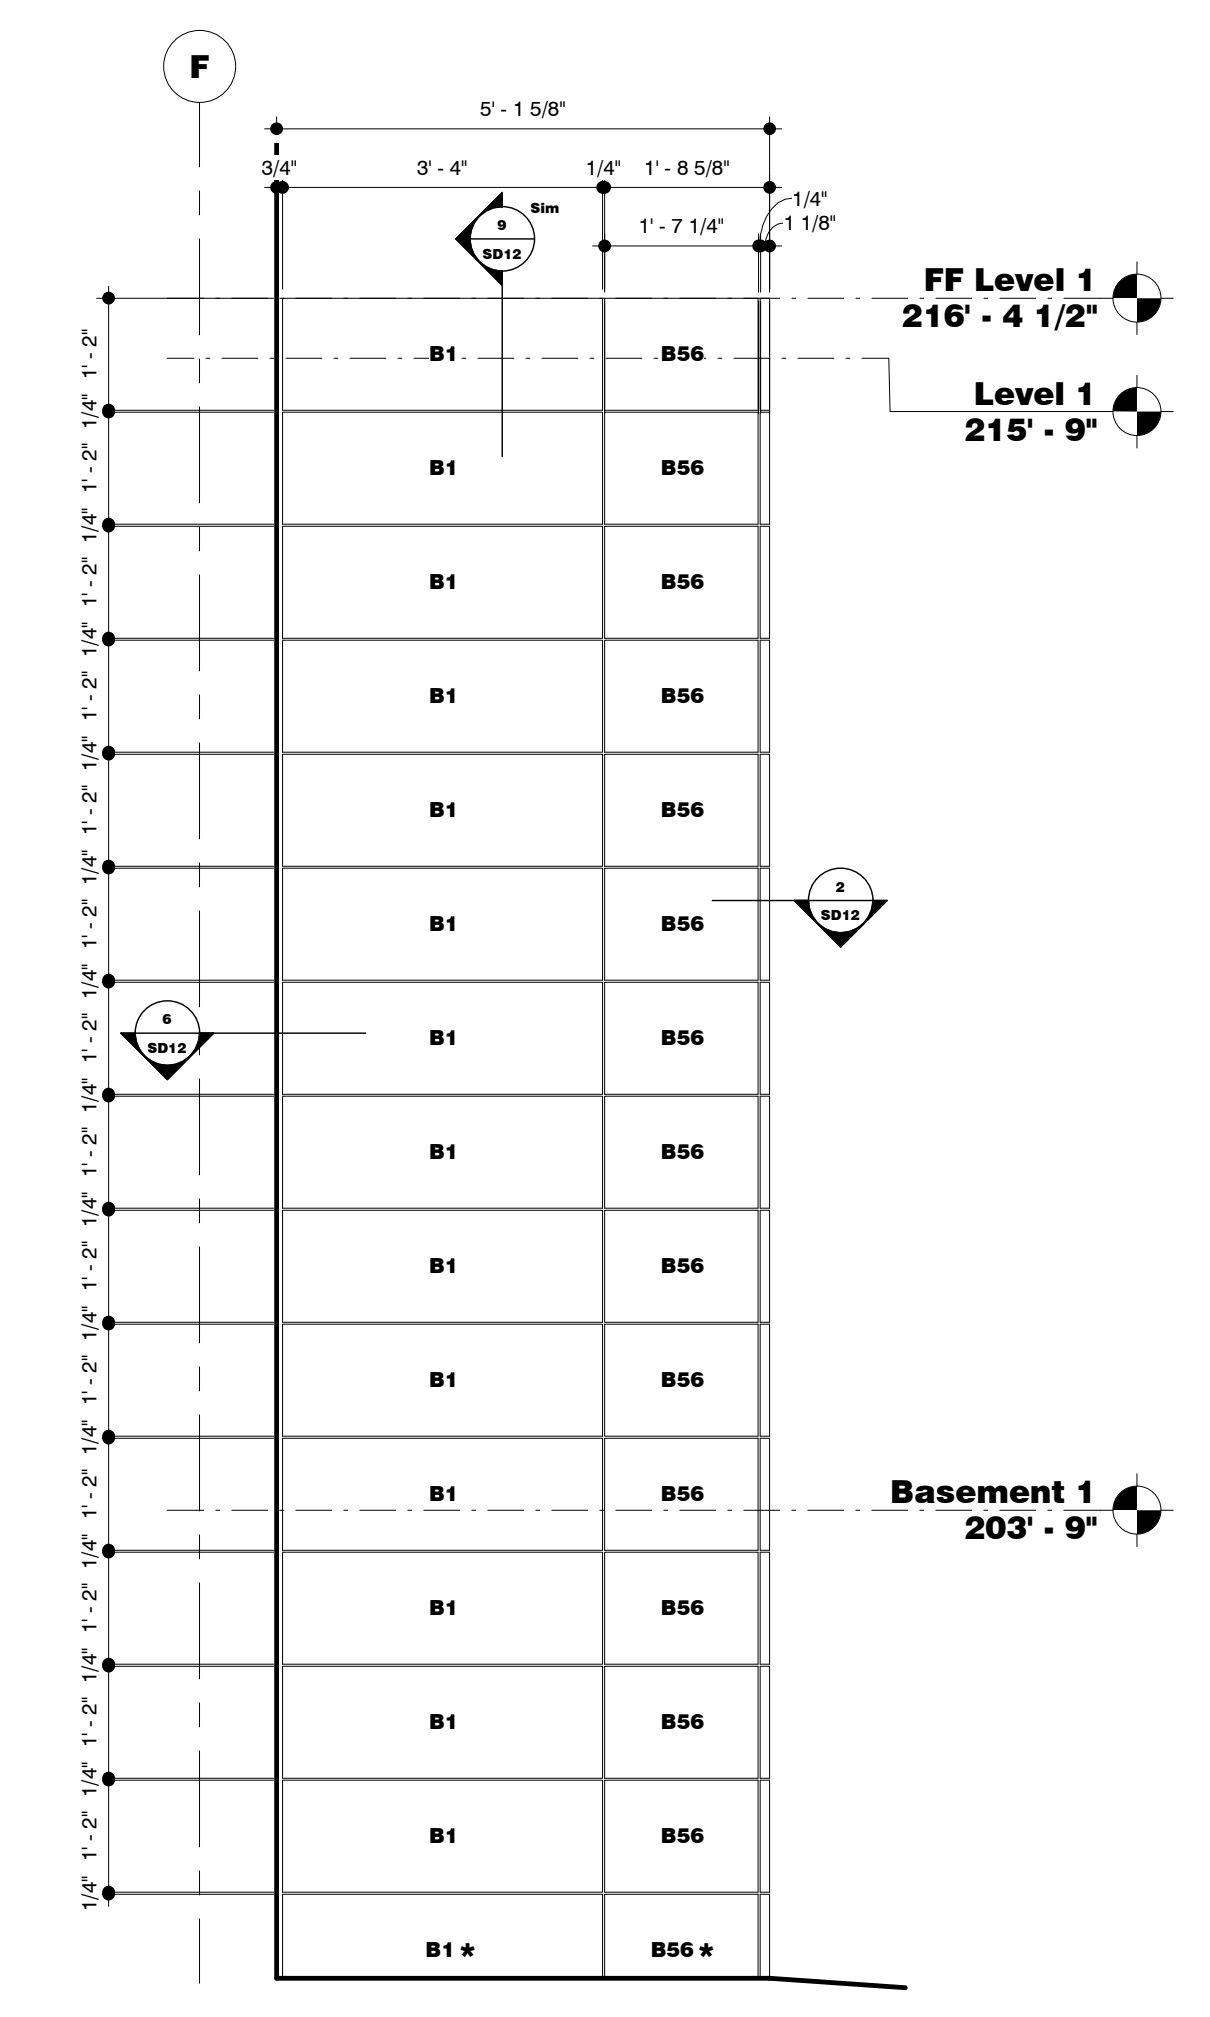 F
5' - 1 5/8"
3/4" 3' - 4" 1/4" 1' - 8 5/8"
1/4"
Sim
1' - 7 1/4" 1 1/8"
9
SD12
FF Level 1
216' - 4 1/2"
1' - 2" B1 B56
Level 1
215' - 9"
1/4"
1' - 2" B1 B56
1/4"
1' - 2" B1 B56
1/4"
1' - 2" B1 B56
1/4"
1' - 2" B1 B56
1/4"
2
SD12
1' - 2" B1 B56
1/4"
6
SD12
1' - 2" B1 B56
1/4"
1' - 2" B1 B56
1/4"
1' - 2" B1 B56
1/4"
1' - 2" B1 B56
1/4"
1' - 2" B1 B56
Basement 1
203' - 9"
1/4"
1' - 2" B1 B56
1/4"
1' - 2" B1 B56
1/4"
1' - 2" B1 B56
1/4"
B1 * B56 *